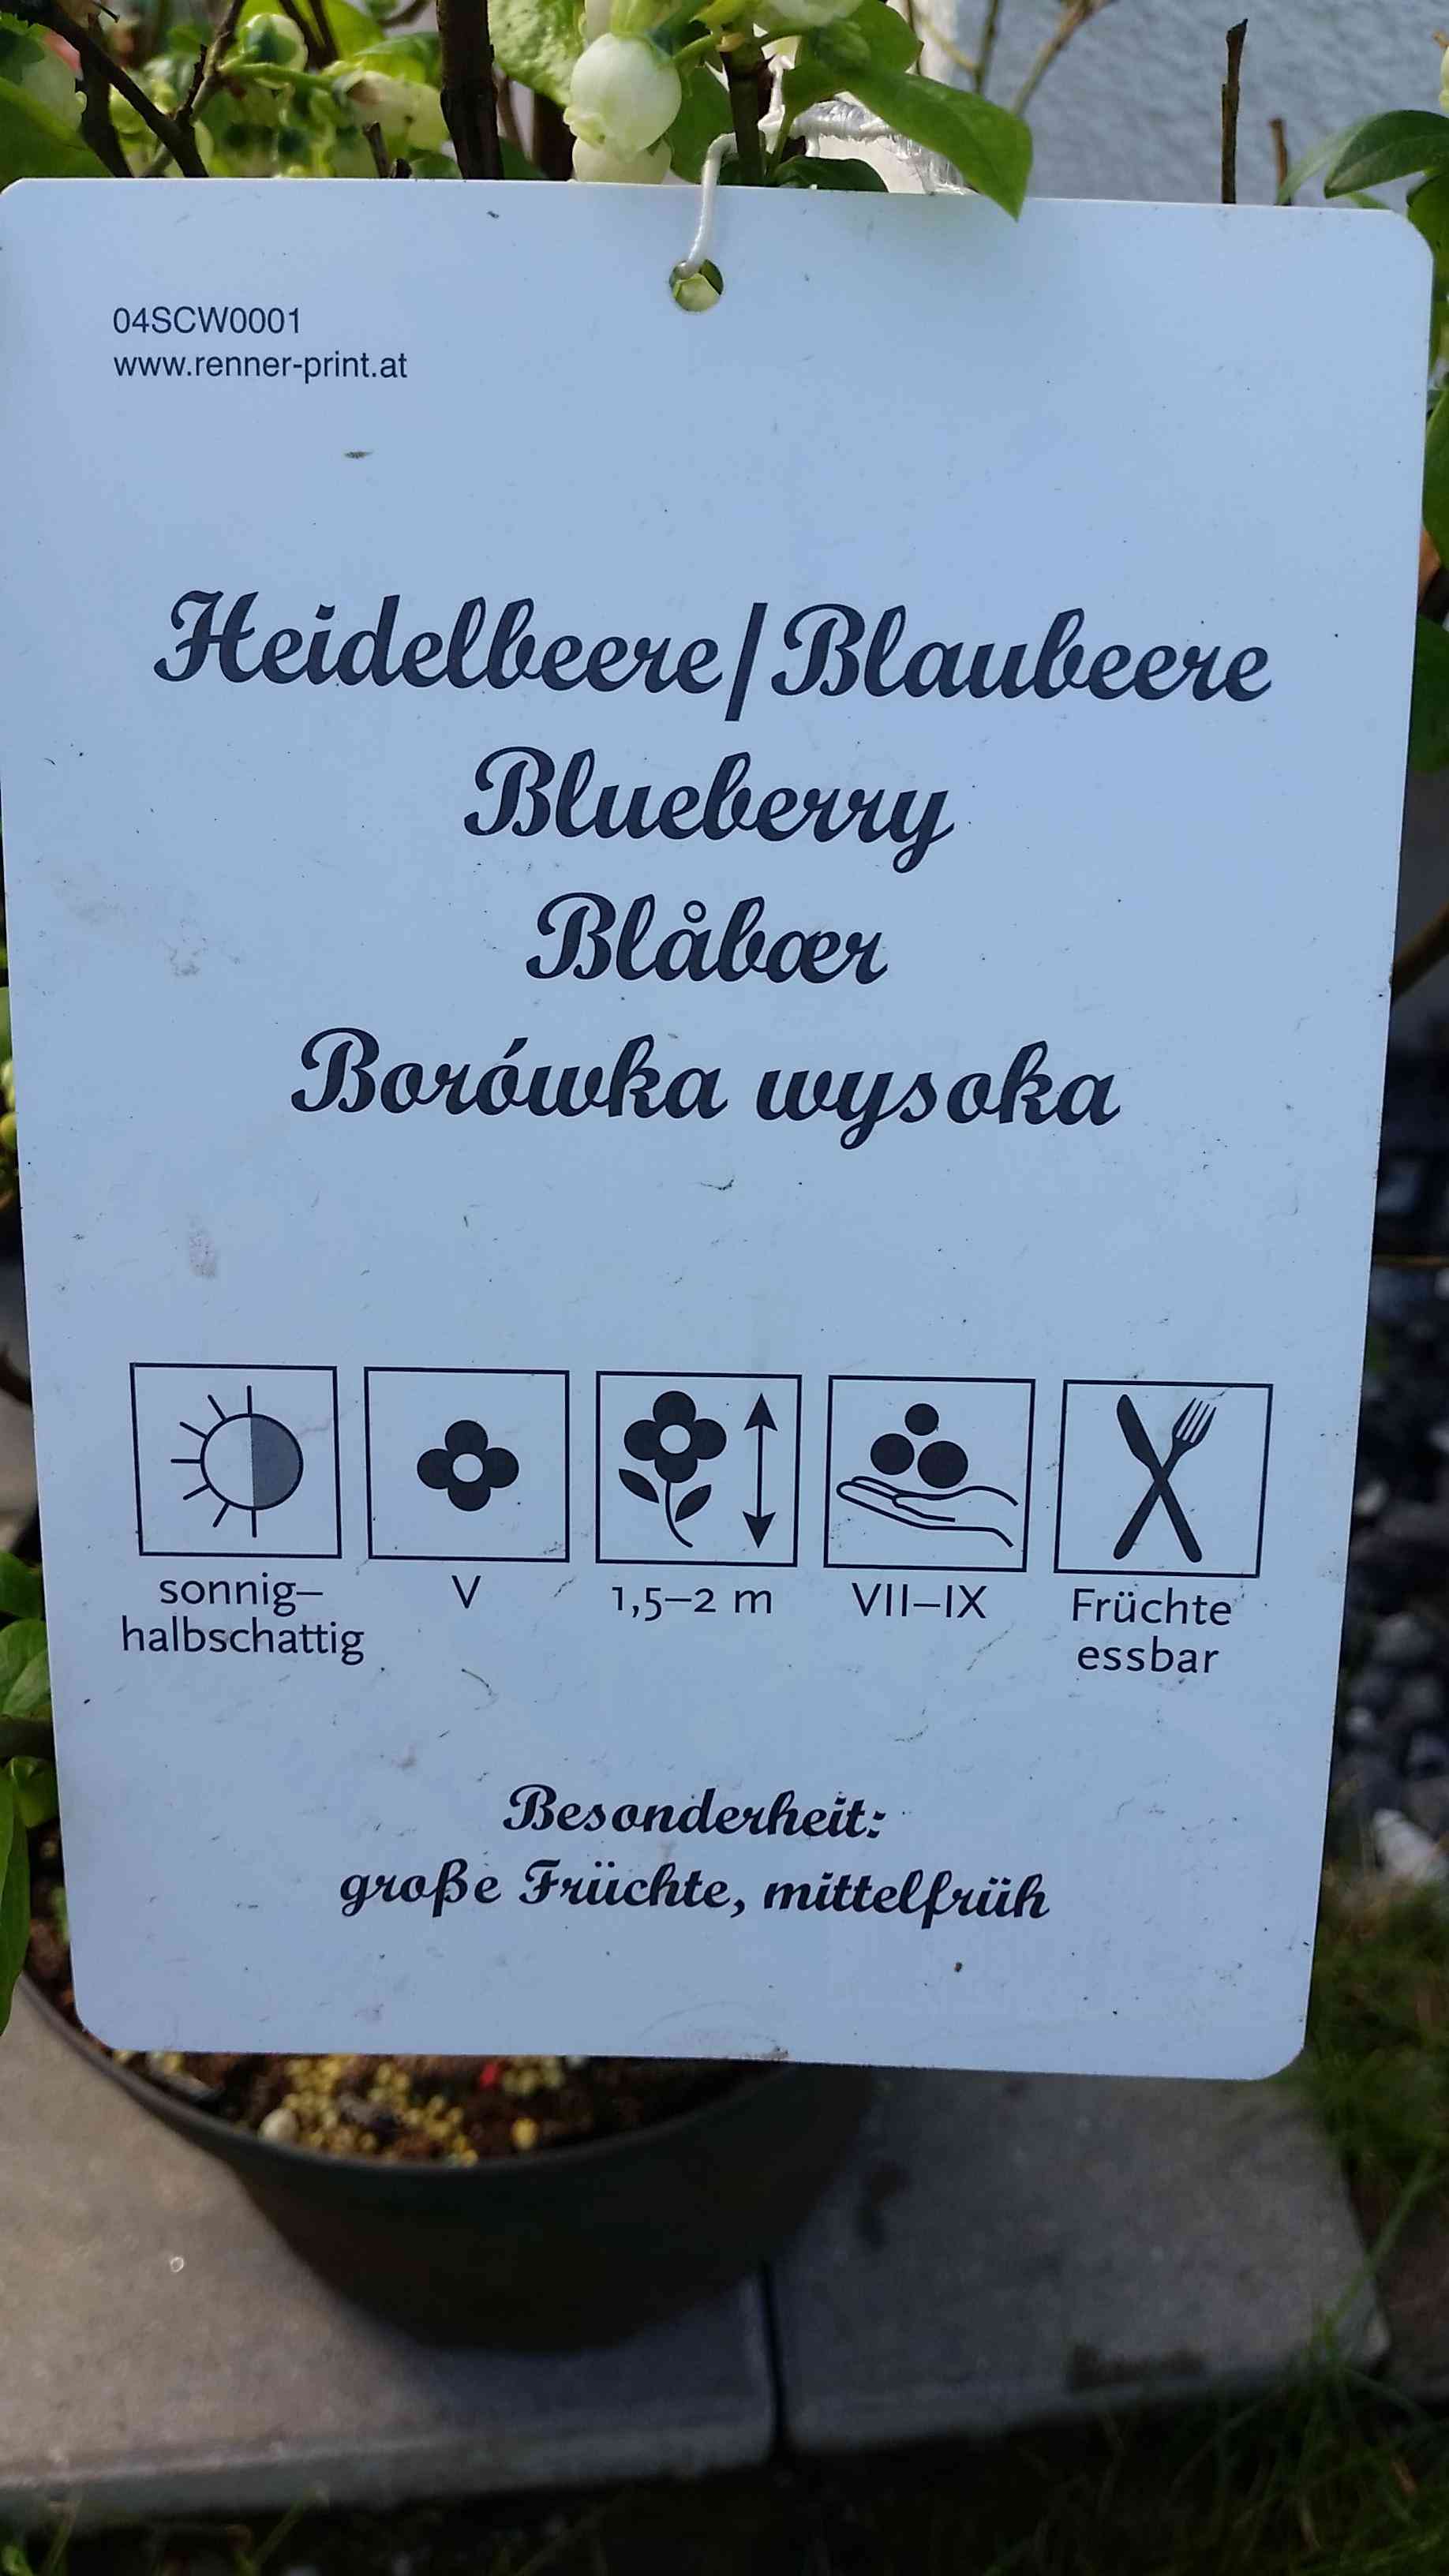 04SCW0001
www.renner-print.at
Heidelbeere/Blaubeere
Blueberry
Blåbær
Borówka wysoka
sonnig–
halbschattig
V
1,5–2 m
VII–IX
Früchte
essbar
Besonderheit:
große Früchte, mittelfrüh